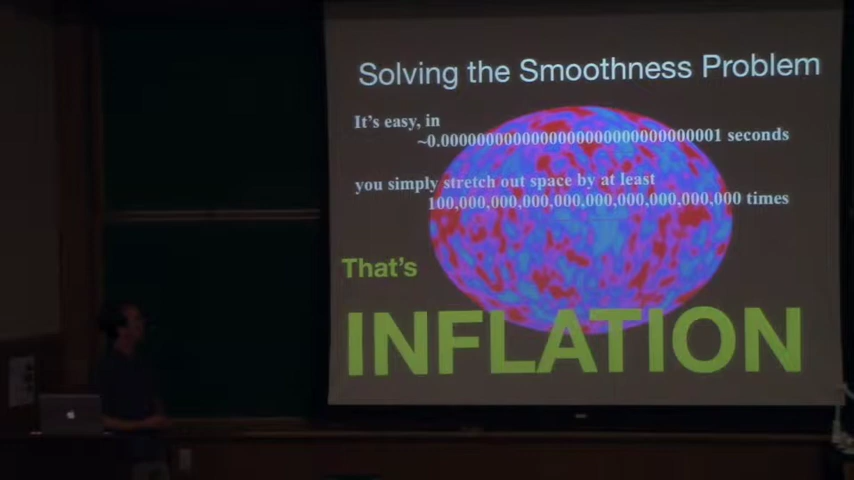 Solving the Smoothness Problem
It's easy, in
~0.00000000000000000000000000000000001 seconds
you simply stretch out space by at least
100,000,000,000,000,000,000,000,000,000 times
That's
INFLATION